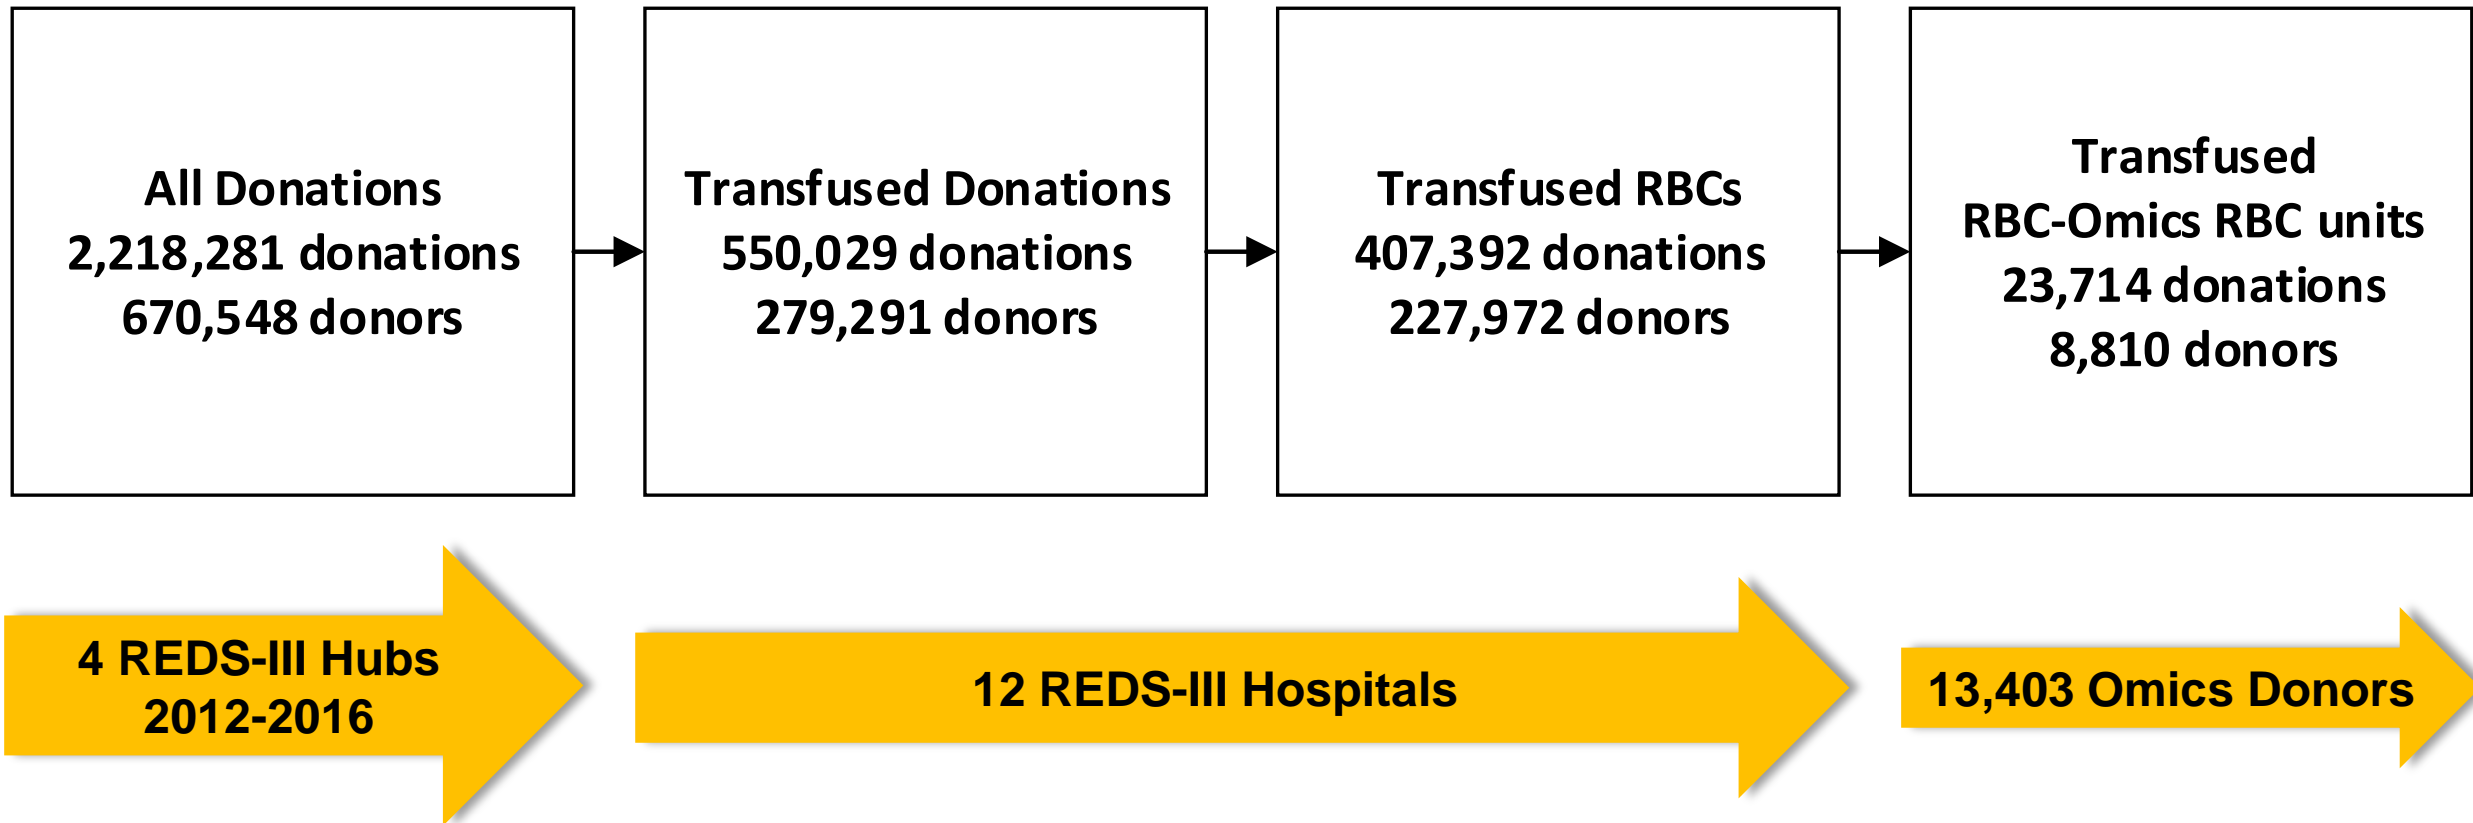 All Donations
2,218,281 donations
670,548 donors
Transfused Donations
550,029 donations
279,291 donors
Transfused RBCs
407,392 donations
227,972 donors
Transfused
RBC-Omics RBC units
23,714 donations
8,810 donors
4 REDS-III Hubs
2012-2016
12 REDS-III Hospitals
13,403 Omics Donors